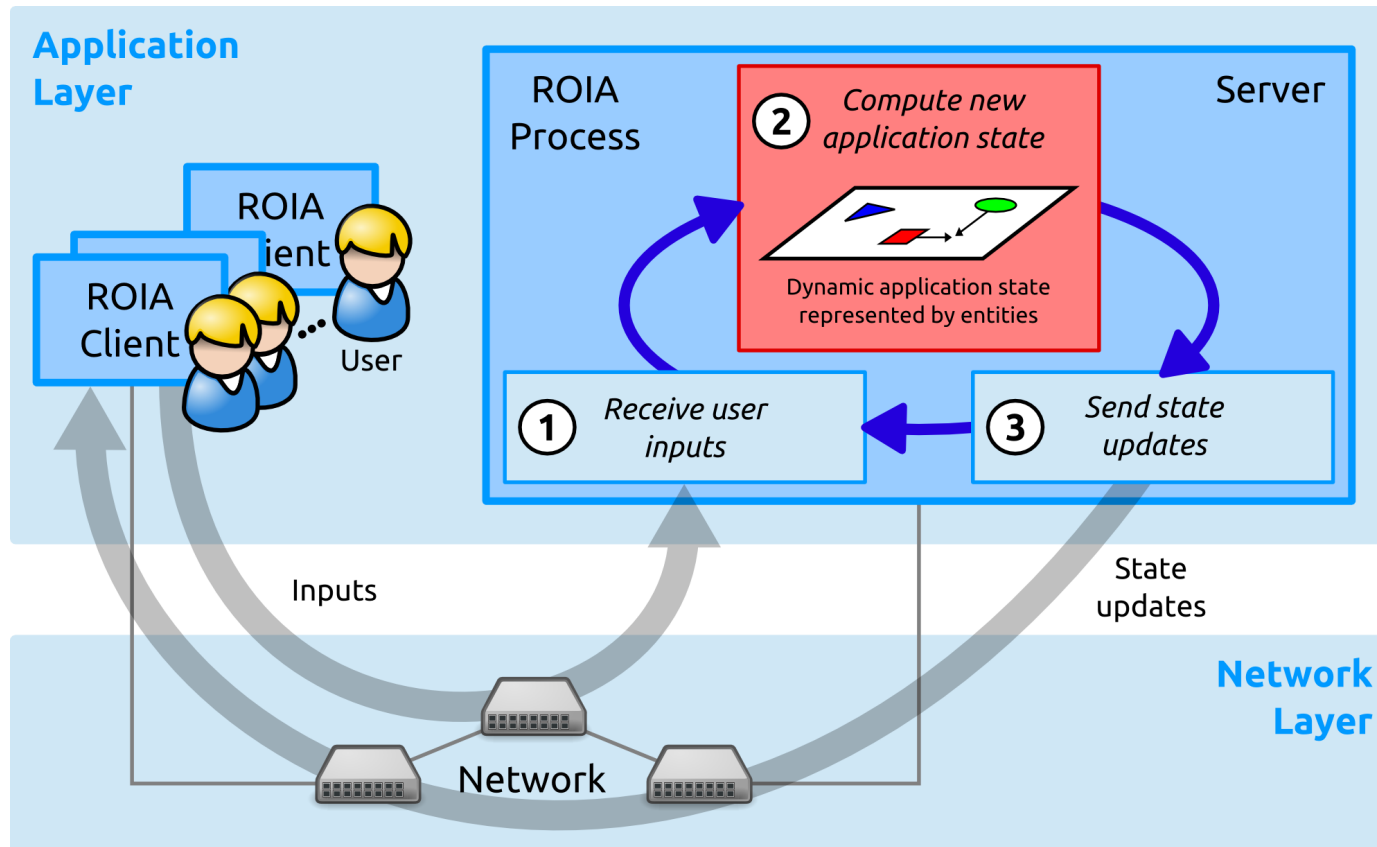 Application
Layer
ROIA
Process
Server
2
Compute new
application state
Dynamic application state
represented by entities
ROIA
ient
ROIA
Client
User
1
Receive user
inputs
3
Send state
updates
Inputs
State
updates
Network
Layer
Network